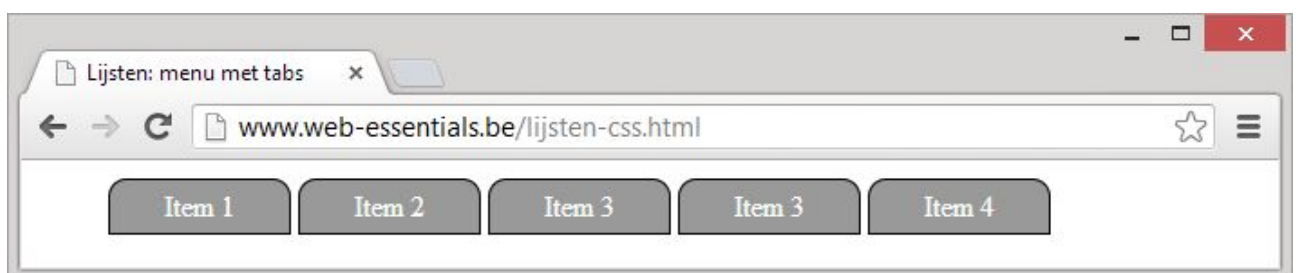 Lijsten: menu met tabs
www.web-essentials.be/lijsten-css.html
Item 1 Item 2 Item 3 Item 3 Item 4